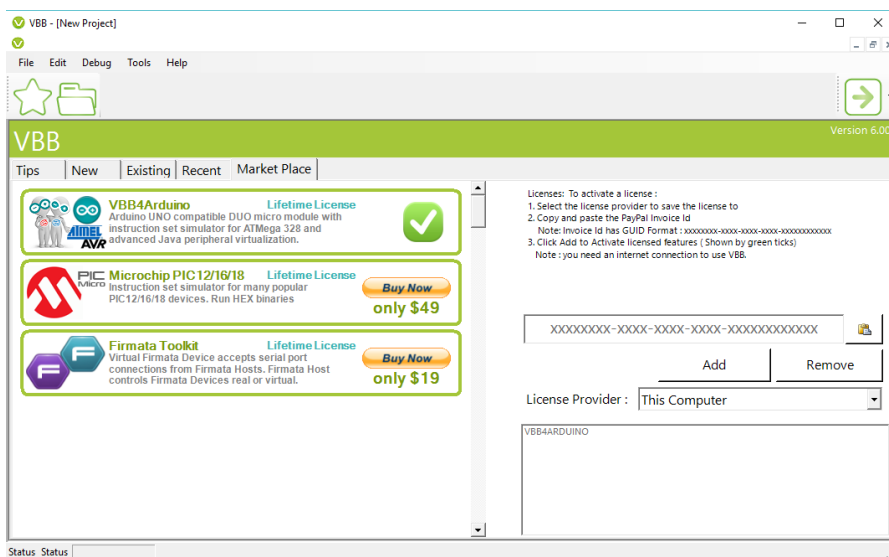 VBB - [New Project]
File Edit Debug Tools Help
VBB
Version 6.00
Tips New Existing Recent Market Place
VBB4Arduino Lifetime License
Arduino UNO compatible DUO micro module with
instruction set simulator for ATMega 328 and
advanced Java peripheral virtualization.
ATMEL
AVR
PIC
Micro
Microchip PIC12/16/18 Lifetime License
Instruction set simulator for many popular
PIC12/16/18 devices. Run HEX binaries
Buy Now
only $49
Firmata Toolkit Lifetime License
Virtual Firmata Device accepts serial port
connections from Firmata Hosts. Firmata Host
controls Firmata Devices real or virtual.
F
F
Buy Now
only $19
Licenses: To activate a license :
1. Select the license provider to save the license to
2. Copy and paste the PayPal Invoice Id
Note: Invoice Id has GUID Format : xxxxxxxx-xxxx-xxxx-xxxx-xxxxxxxxxxxx
3. Click Add to Activate licensed features ( Shown by green ticks)
Note : you need an internet connection to use VBB.
XXXXXXXX-XXXX-XXXX-XXXX-XXXXXXXXXXXX
Add Remove
License Provider : This Computer
VBB4ARDUINO
Status Status